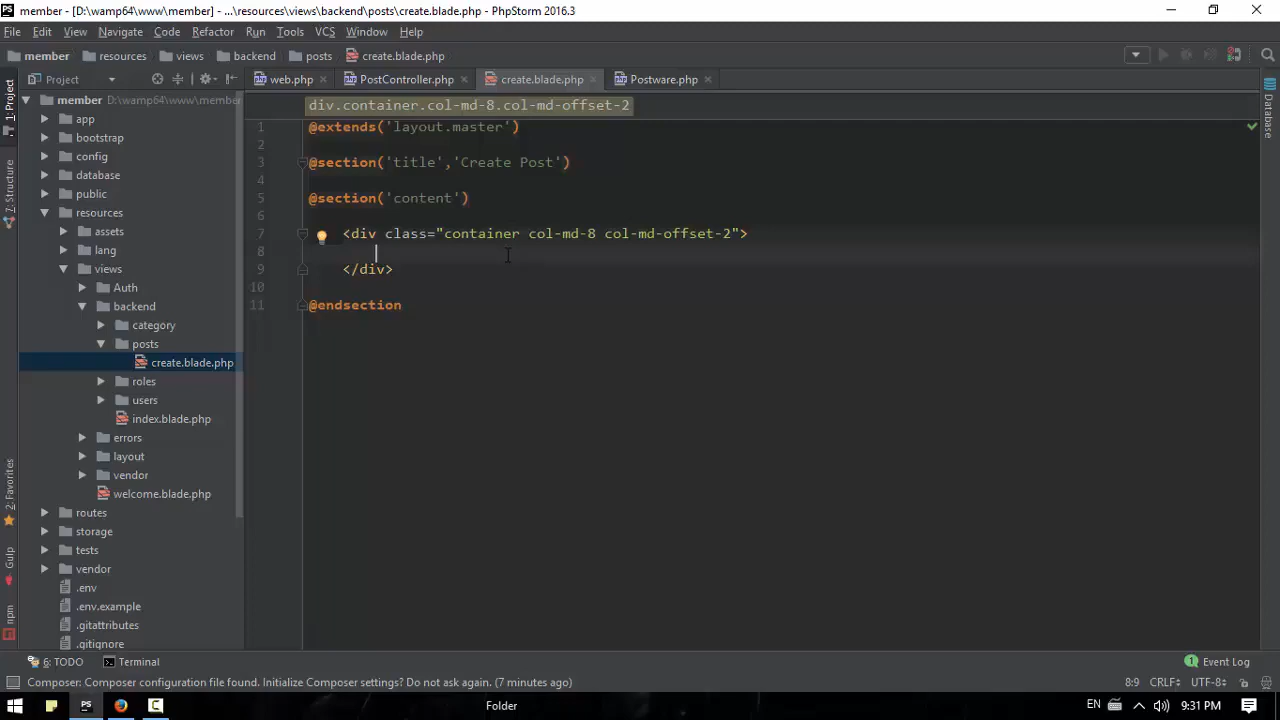 member - [D:\wamp64\www\member] - ...\resources\views\backend\posts\create.blade.php - PhpStorm 2016.3
File Edit View Navigate Code Refactor Run Tools VCS Window Help
member resources views backend posts create.blade.php
Project web.php PostController.php create.blade.php Postware.php
div.container.col-md-8.col-md-offset-2
member D:\wamp64\www\member
app
bootstrap
config
database
public
resources
assets
lang
views
Auth
backend
category
posts
create.blade.php
roles
users
index.blade.php
errors
layout
vendor
welcome.blade.php
routes
storage
tests
vendor
.env
.env.example
.gitattributes
.gitignore
1 @extends('layout.master')
2
3 @section('title','Create Post')
4
5 @section('content')
6
7 <div class="container col-md-8 col-md-offset-2">
8
9 </div>
10
11 @endsection
1: Project
7: Structure
2: Favorites
Gulp
npm
Database
6: TODO Terminal 1 Event Log
Composer: Composer configuration file found. Initialize Composer settings? Do not ask again. (7 minutes ago) 8:9 CRLF÷ UTF-8÷
Folder EN 9:31 PM